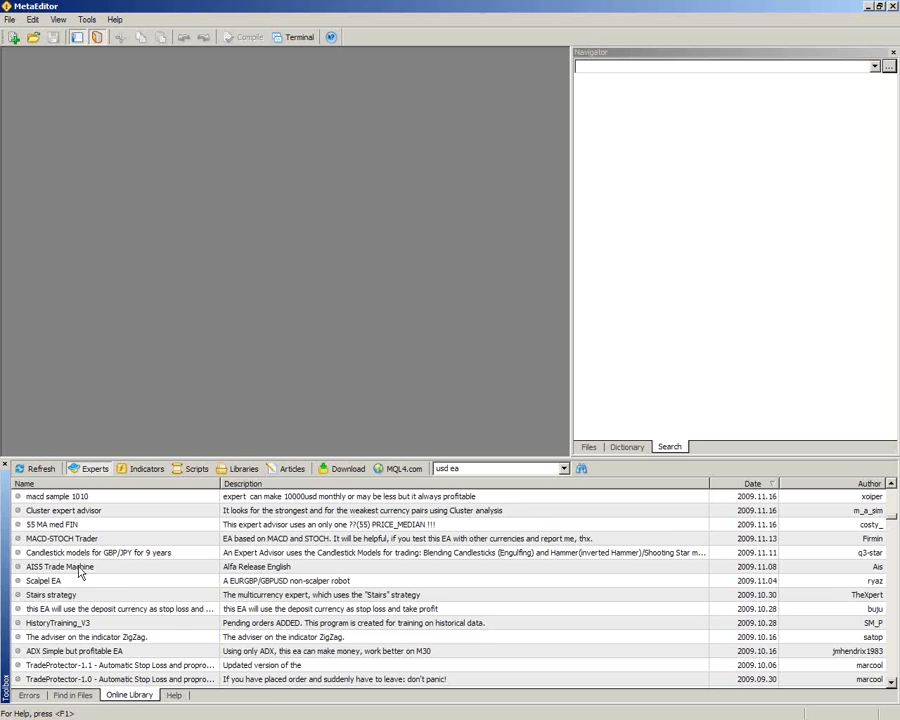 MetaEditor
File Edit View Tools Help
Compile Terminal
Navigator
...
Files Dictionary Search
Refresh Experts Indicators Scripts Libraries Articles Download MQL4.com usd ea
Name Description Date Author
macd sample 1010 expert can make 10000usd monthly or may be less but it always profitable 2009.11.16 xoiper
Cluster expert advisor It looks for the strongest and for the weakest currency pairs using Cluster analysis 2009.11.16 m_a_sim
55 MA med FIN This expert advisor uses an only one ??(55) PRICE_MEDIAN !!! 2009.11.16 costy_
MACD-STOCH Trader EA based on MACD and STOCH. It will be helpful, if you test this EA with other currencies and report me, thx. 2009.11.13 Firmin
Candlestick models for GBP/JPY for 9 years An Expert Advisor uses the Candlestick Models for trading: Blending Candlesticks (Engulfing) and Hammer(inverted Hammer)/Shooting Star m... 2009.11.11 q3-star
AIS5 Trade Machine Alfa Release English 2009.11.08 Ais
Scalpel EA A EURGBP/GBPUSD non-scalper robot 2009.11.04 ryaz
Stairs strategy The multicurrency expert, which uses the "Stairs" strategy 2009.10.30 TheXpert
this EA will use the deposit currency as stop loss and ... this EA will use the deposit currency as stop loss and take profit 2009.10.28 buju
HistoryTraining_V3 Pending orders ADDED. This program is created for training on historical data. 2009.10.28 SM_P
The adviser on the indicator ZigZag. The adviser on the indicator ZigZag. 2009.10.16 satop
ADX Simple but profitable EA Using only ADX, this ea can make money, work better on M30 2009.10.16 jmhendrix1983
TradeProtector-1.1 - Automatic Stop Loss and propro... Updated version of the 2009.10.06 marcool
TradeProtector-1.0 - Automatic Stop Loss and propro... If you have placed order and suddenly have to leave: don't panic! 2009.09.30 marcool
Toolbox
Errors Find in Files Online Library Help
For Help, press <F1>